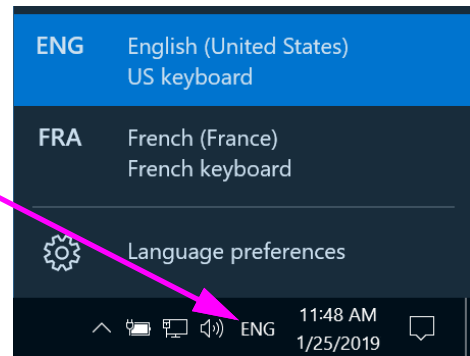 ENG English (United States)
US keyboard
FRA French (France)
French keyboard
Language preferences
ENG 11:48 AM
1/25/2019